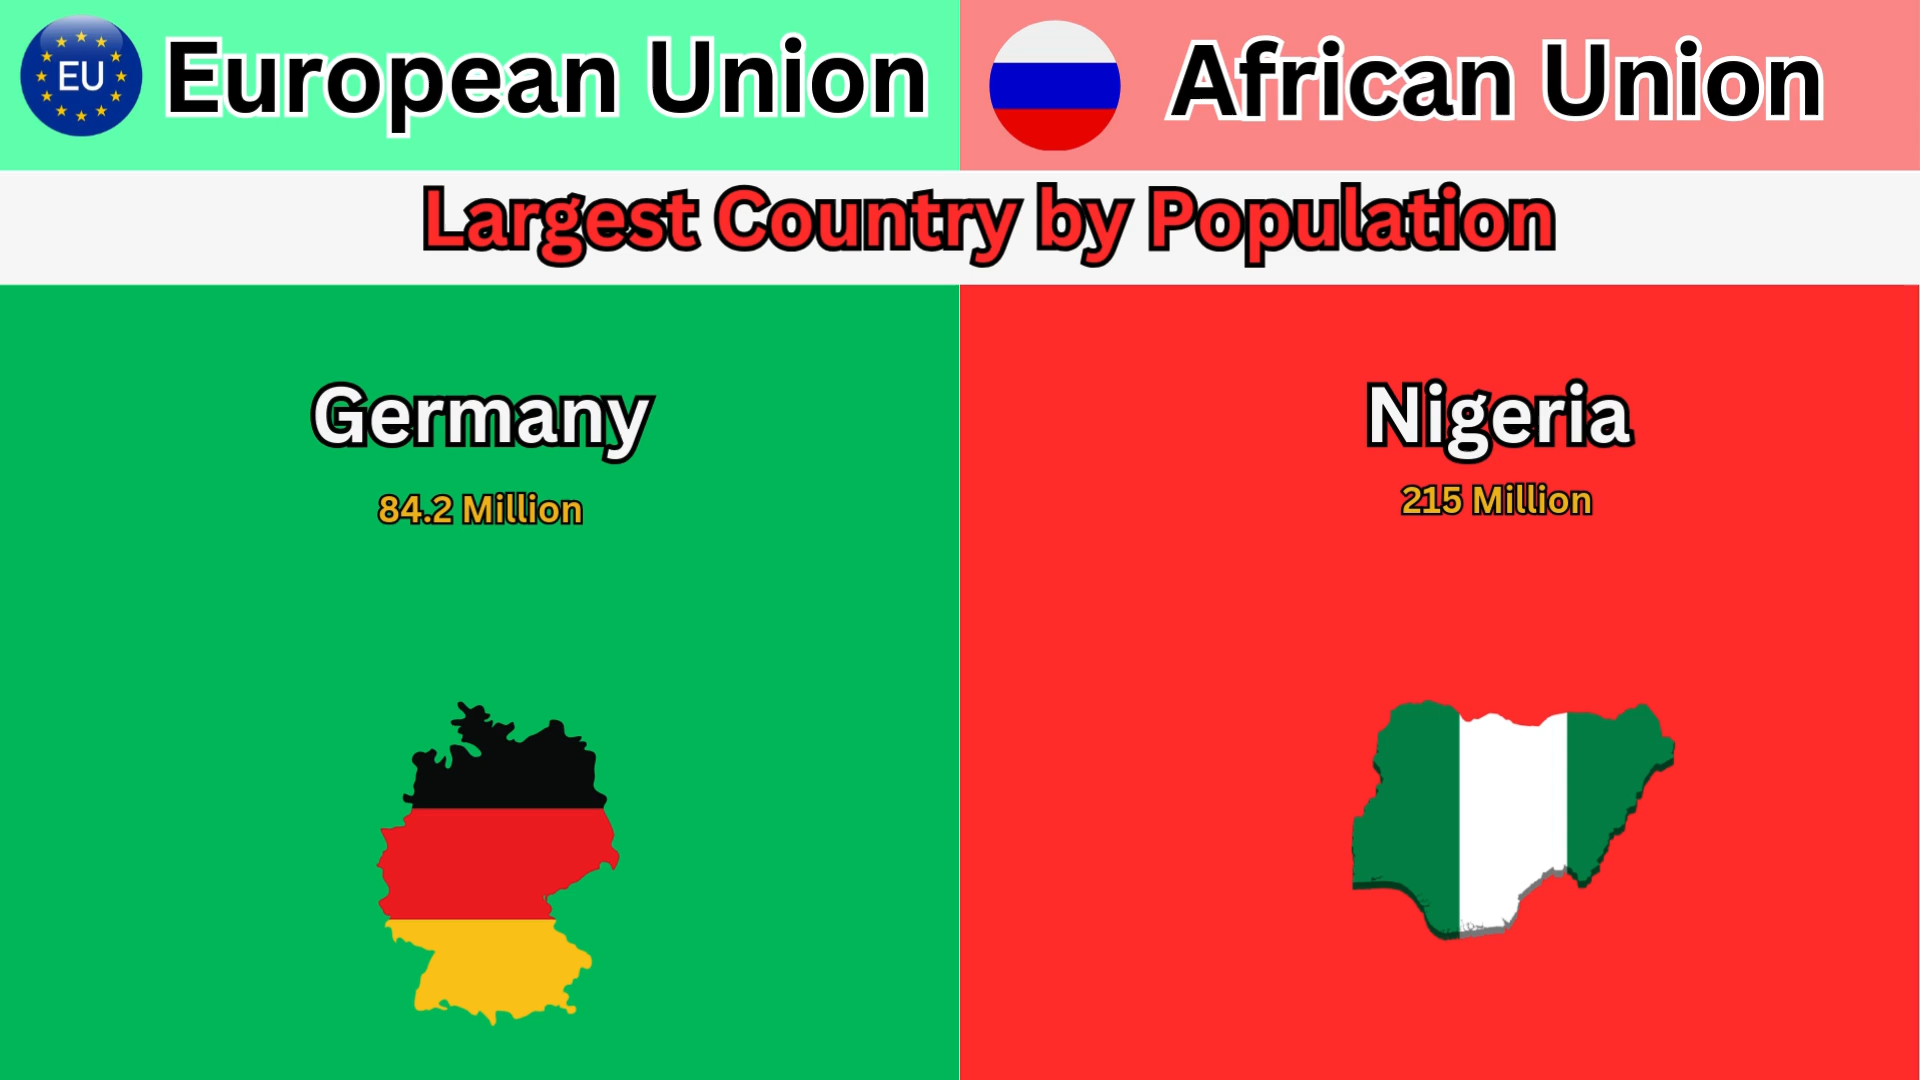 EU
European Union
African Union
Largest Country by Population
Germany
84.2 Million
Nigeria
215 Million